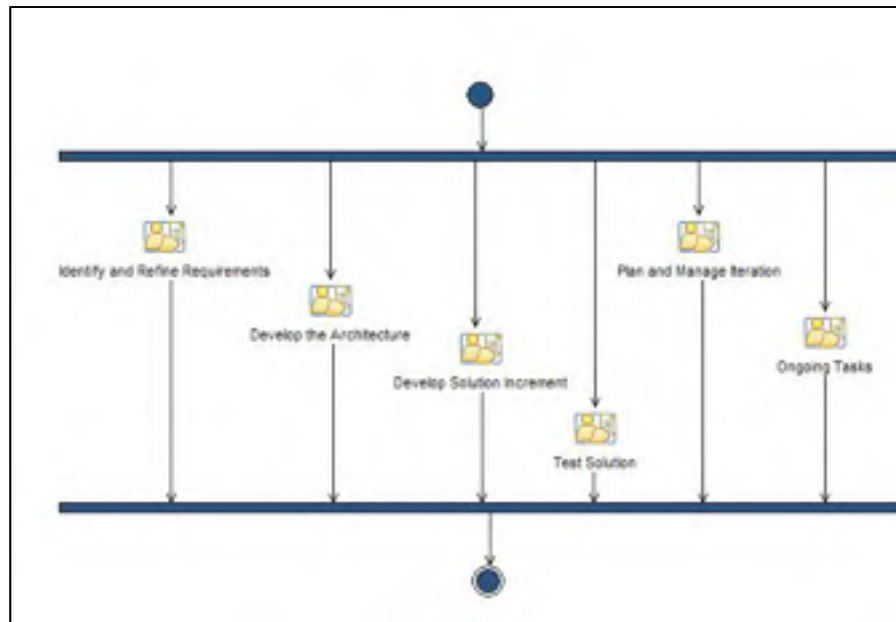 Identify and Refine Requirements
Plan and Manage Iteration
Develop the Architecture
Ongoing Tasks
Develop Solution Increment
Test Solution